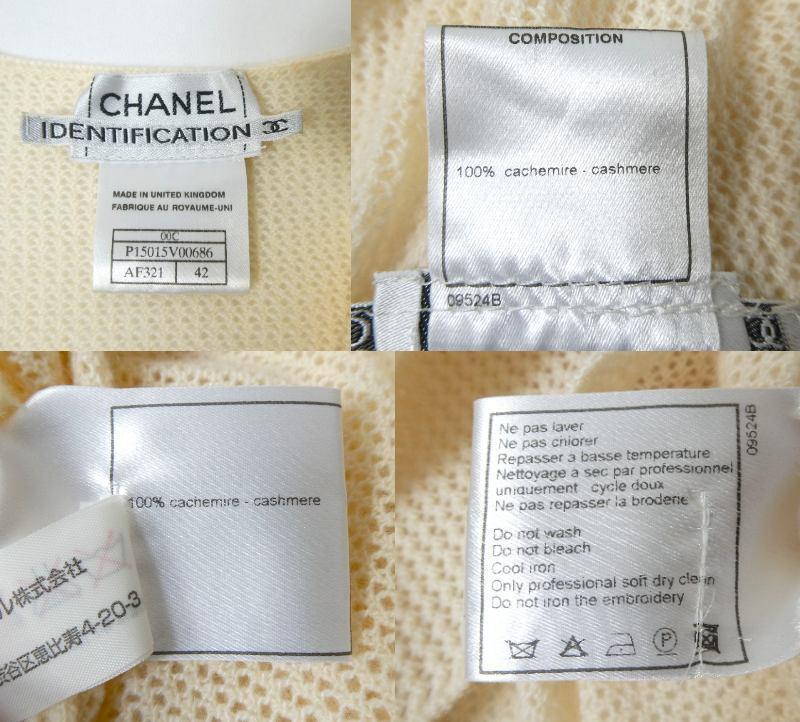 CHANEL
IDENTIFICATION
MADE IN UNITED KINGDOM
FABRIQUE AU ROYAUME-UNI
00C
P15015V00686
AF321 42
COMPOSITION
100% cachemire - cashmere
09524B
100% cachemire - cashmere
ル株式会社
渋谷区恵比寿4-20-3
Ne pas laver
Ne pas chlorer
Repasser a basse temperature
Nettoyage a sec par professionnel
uniquement cycle doux
Ne pas repasser la broderie
Do not wash
Do not bleach
Cool iron
Only professional soft dry clean
Do not iron the embroidery
P
09524B